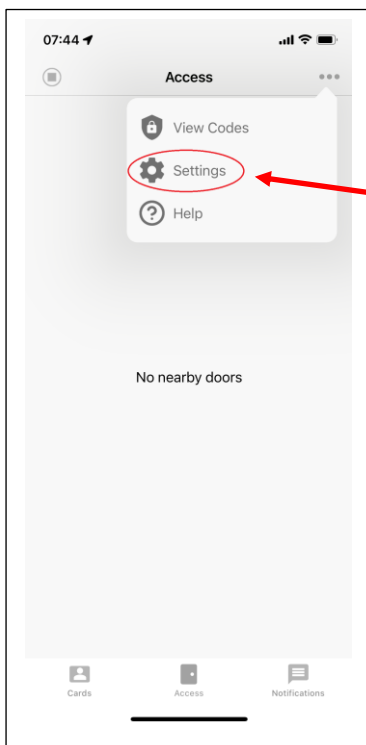 07:44
Access
View Codes
Settings
Help
No nearby doors
Cards Access Notifications